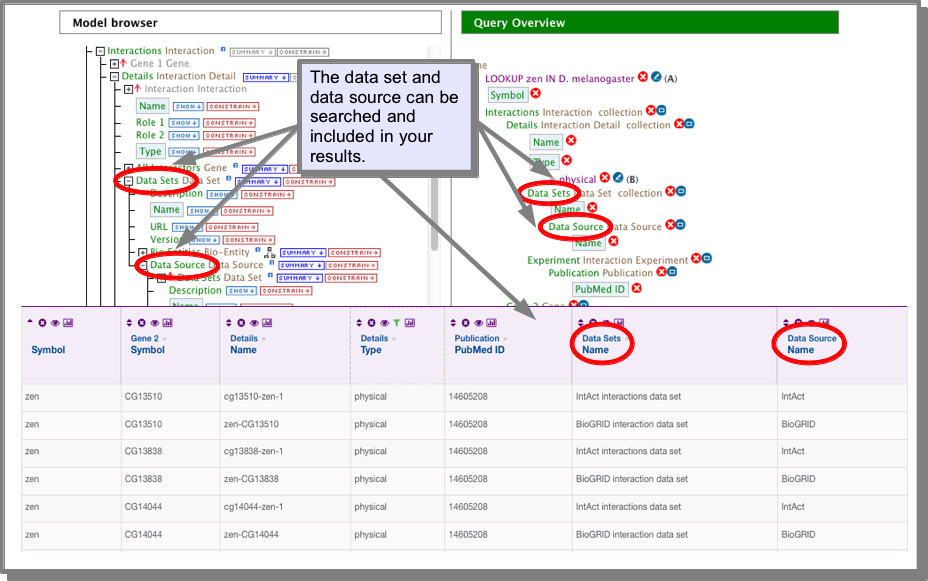 Model browser
Interactions Interaction SUMMARY CONSTRAIN
Gene 1 Gene
Details Interaction Detail SUMMARY
Interaction Interaction
Name SHOW CONSTRAIN
Role 1 SHOW CONSTRAIN
Role 2 SHOW CONSTRAIN
Type SHOW CONSTRAIN
Gene SUMMARY
Data Sets Data Set SUMMARY CONSTRAIN
Description SHOW CONSTRAIN
Name SHOW CONSTRAIN
URL SHOW CONSTRAIN
Version SHOW CONSTRAIN
Bio Entities Bio-Entity SUMMARY CONSTRAIN
Data Source Data Source SUMMARY CONSTRAIN
Data Sets Data Set SUMMARY CONSTRAIN
Description SHOW CONSTRAIN
Name
The data set and
data source can be
searched and
included in your
results.
Query Overview
LOOKUP zen IN D. melanogaster (A)
Symbol
Interactions Interaction collection
Details Interaction Detail collection
Name
Type
physical (B)
Data Sets Data Set collection
Name
Data Source Data Source
Name
Experiment Interaction Experiment
Publication Publication
PubMed ID
Symbol
Gene 2
Symbol
Details
Name
Details
Type
Publication
PubMed ID
Data Sets
Name
Data Source
Name
zen CG13510 cg13510-zen-1 physical 14605208 IntAct interactions data set IntAct
zen CG13510 zen-CG13510 physical 14605208 BioGRID interaction data set BioGRID
zen CG13838 cg13838-zen-1 physical 14605208 IntAct interactions data set IntAct
zen CG13838 zen-CG13838 physical 14605208 BioGRID interaction data set BioGRID
zen CG14044 cg14044-zen-1 physical 14605208 IntAct interactions data set IntAct
zen CG14044 zen-CG14044 physical 14605208 BioGRID interaction data set BioGRID